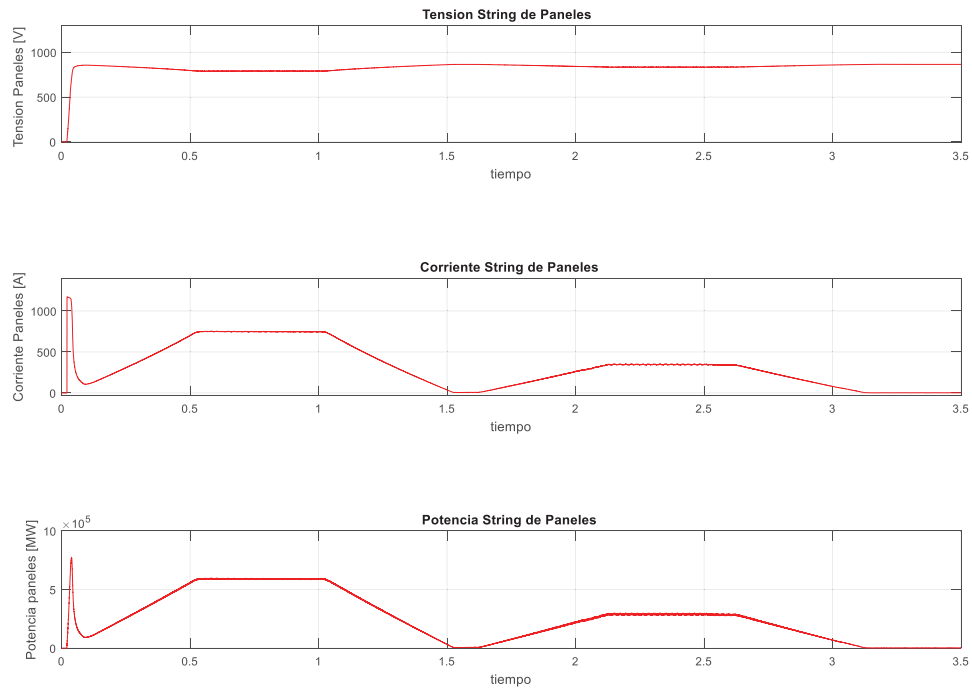 Tension String de Paneles
Tension Paneles [V]
1000
500
0
0 0.5 1 1.5 2 2.5 3 3.5
tiempo
Corriente String de Paneles
Corriente Paneles [A]
1000
500
0
0 0.5 1 1.5 2 2.5 3 3.5
tiempo
Potencia String de Paneles
×10^5
Potencia paneles [MW]
10
5
0
0 0.5 1 1.5 2 2.5 3 3.5
tiempo